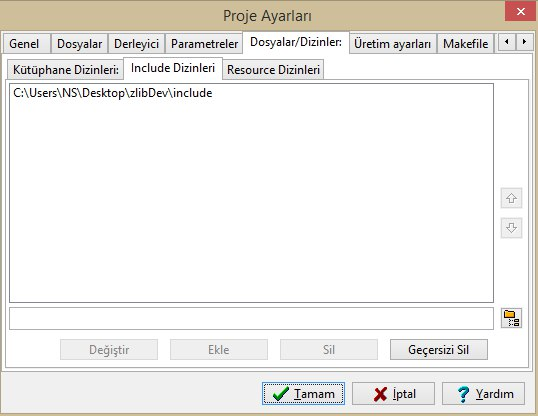 Proje Ayarları
Genel Dosyalar Derleyici Parametreler Dosyalar/Dizinler: Üretim ayarları Makefile
Kütüphane Dizinleri: Include Dizinleri Resource Dizinleri
C:\Users\NS\Desktop\zlibDev\include
Değiştir Ekle Sil Geçersizi Sil
Tamam İptal ? Yardım